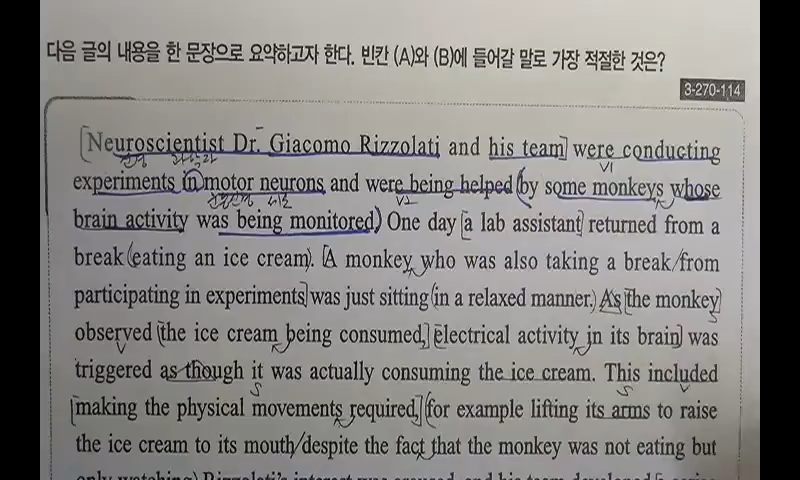 다음 글의 내용을 한 문장으로 요약하고자 한다. 빈칸 (A)와 (B)에 들어갈 말로 가장 적절한 것은?
3-270-114
Neuroscientist Dr. Giacomo Rizzolati and his team were conducting
과학자 V1
experiments in motor neurons and were being helped by some monkeys whose
V2
brain activity was being monitored. One day a lab assistant returned from a
break eating an ice cream. A monkey who was also taking a break from
participating in experiments was just sitting in a relaxed manner. As the monkey
S
observed the ice cream being consumed, electrical activity in its brain was
V
triggered as though it was actually consuming the ice cream. This included
S S V
making the physical movements required, for example lifting its arms to raise
the ice cream to its mouth despite the fact that the monkey was not eating but
only watching. Rizzolati's interest was aroused, and his team developed a series